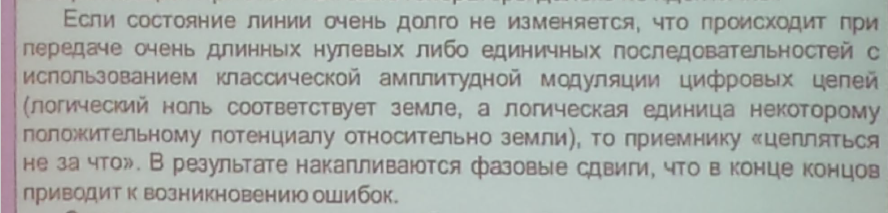 Если состояние линии очень долго не изменяется, что происходит при
передаче очень длинных нулевых либо единичных последовательностей с
использованием классической амплитудной модуляции цифровых цепей
(логический ноль соответствует земле, а логическая единица некоторому
положительному потенциалу относительно земли), то приемнику «цепляться
не за что». В результате накапливаются фазовые сдвиги, что в конце концов
приводит к возникновению ошибок.